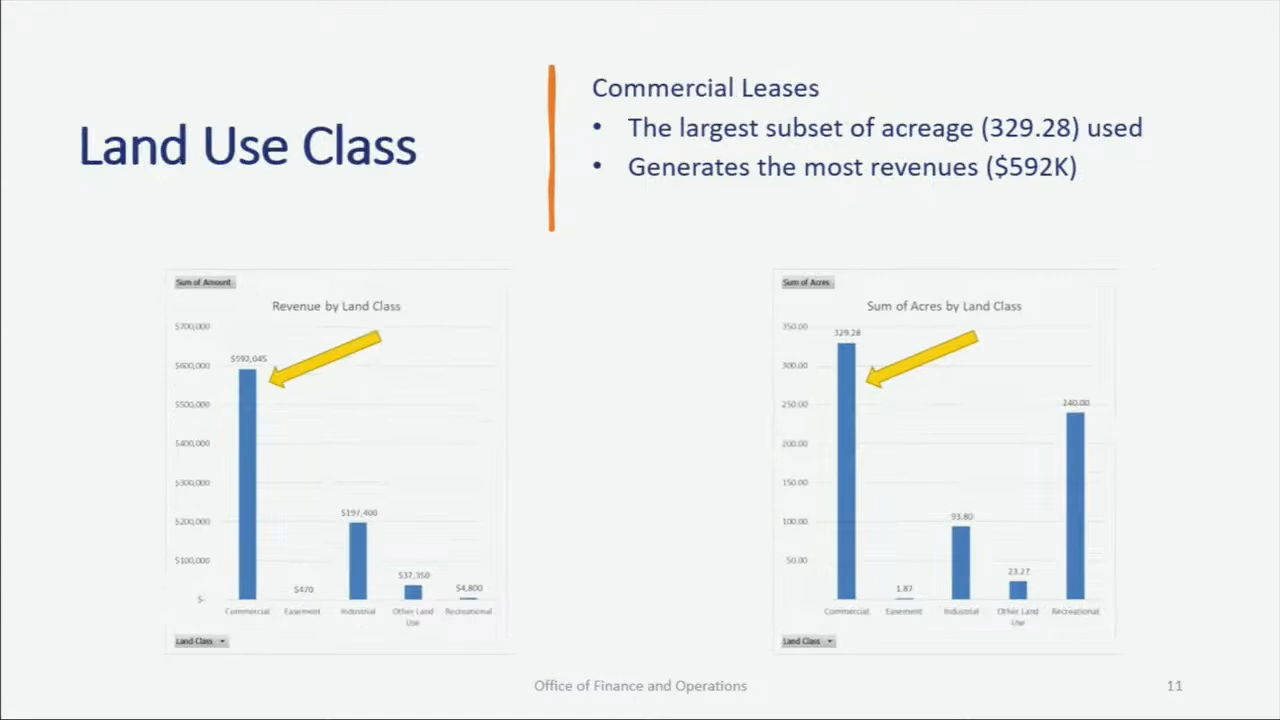 Land Use Class
Commercial Leases
• The largest subset of acreage (329.28) used
• Generates the most revenues ($592K)
Sum of Amount
Revenue by Land Class
$700,000
$600,000
$500,000
$400,000
$300,000
$200,000
$100,000
$-
$592,045
$470
$197,400
$37,350
$4,800
Commercial
Easement
Industrial
Other Land
Use
Recreational
Land Class
Sum of Acres
Sum of Acres by Land Class
350.00
300.00
250.00
200.00
150.00
100.00
50.00
329.28
1.87
93.80
23.27
240.00
Commercial
Easement
Industrial
Other Land
Use
Recreational
Land Class
Office of Finance and Operations
11